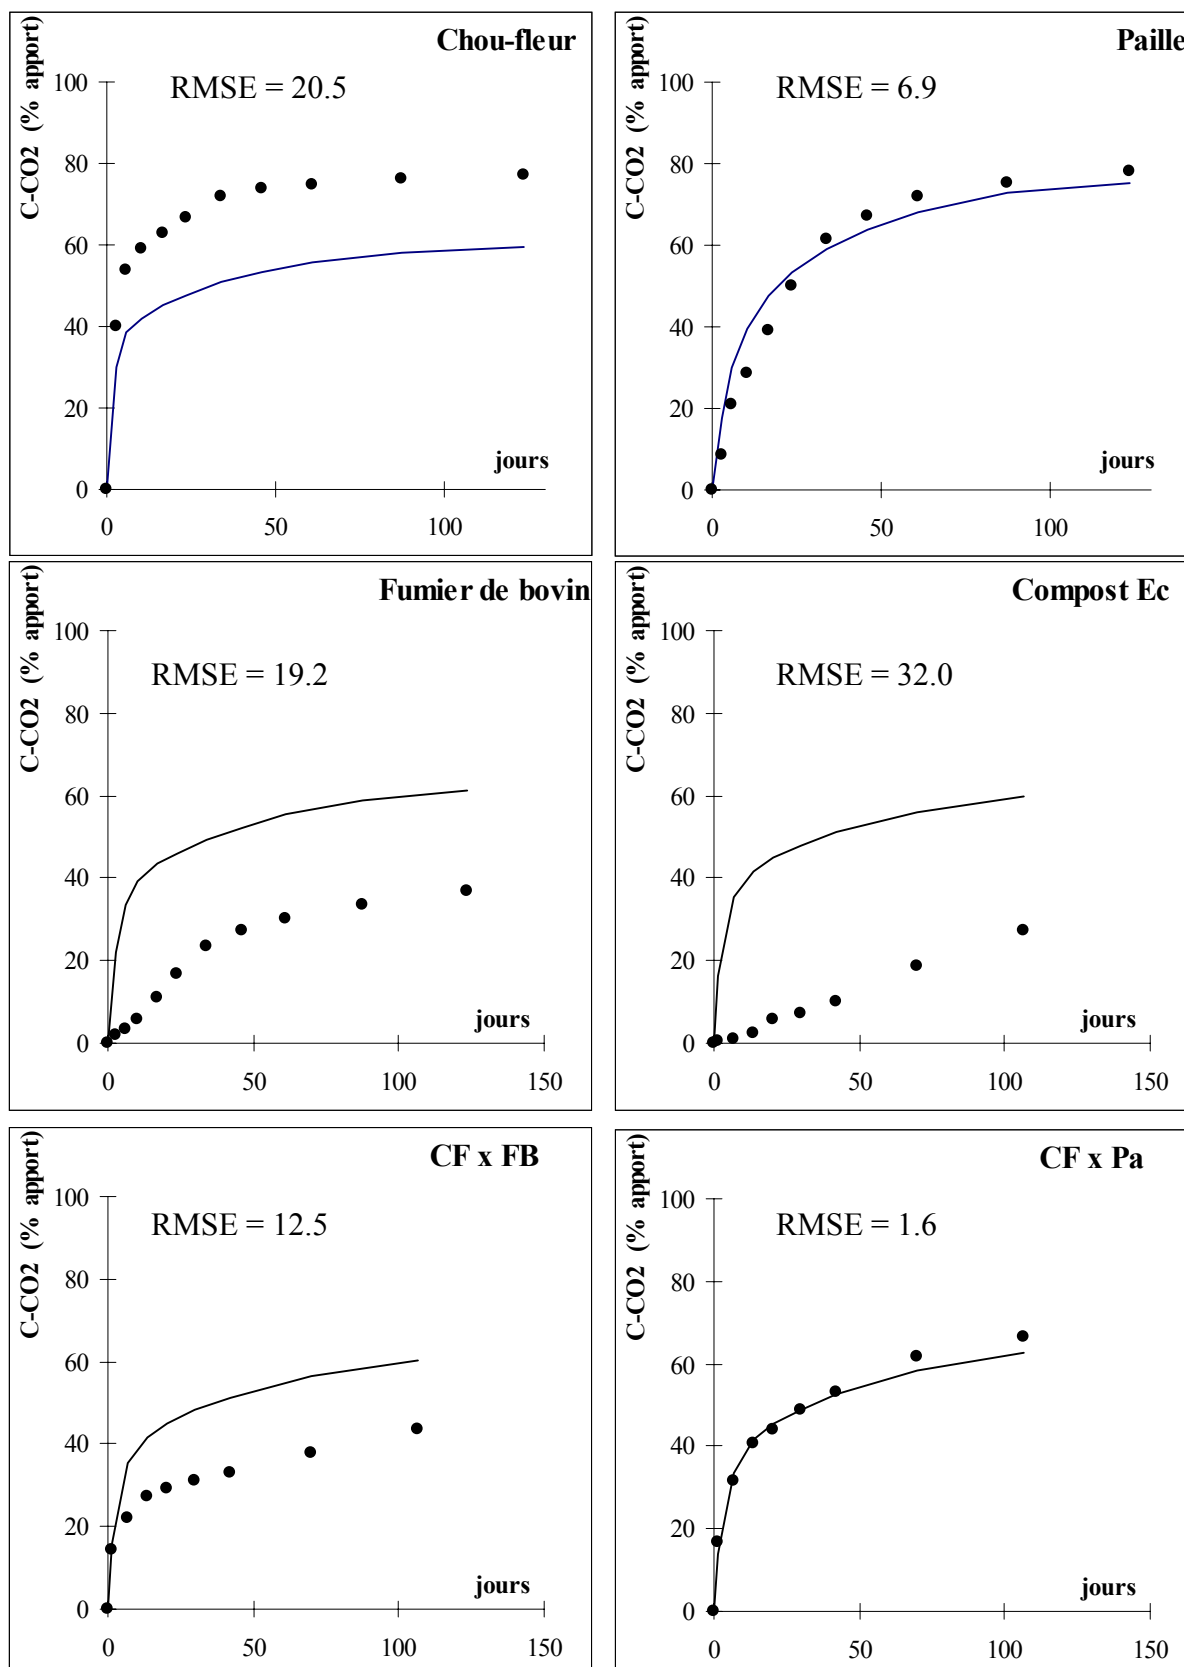 Chou-fleur
C-CO2 (% apport)
RMSE = 20.5
100
80
60
40
20
0
jours
0 50 100
Paille
C-CO2 (% apport)
RMSE = 6.9
100
80
60
40
20
0
jours
0 50 100
Fumier de bovin
C-CO2 (% apport)
RMSE = 19.2
100
80
60
40
20
0
jours
0 50 100 150
Compost Ec
C-CO2 (% apport)
RMSE = 32.0
100
80
60
40
20
0
jours
0 50 100 150
CF x FB
C-CO2 (% apport)
RMSE = 12.5
100
80
60
40
20
0
jours
0 50 100 150
CF x Pa
C-CO2 (% apport)
RMSE = 1.6
100
80
60
40
20
0
jours
0 50 100 150